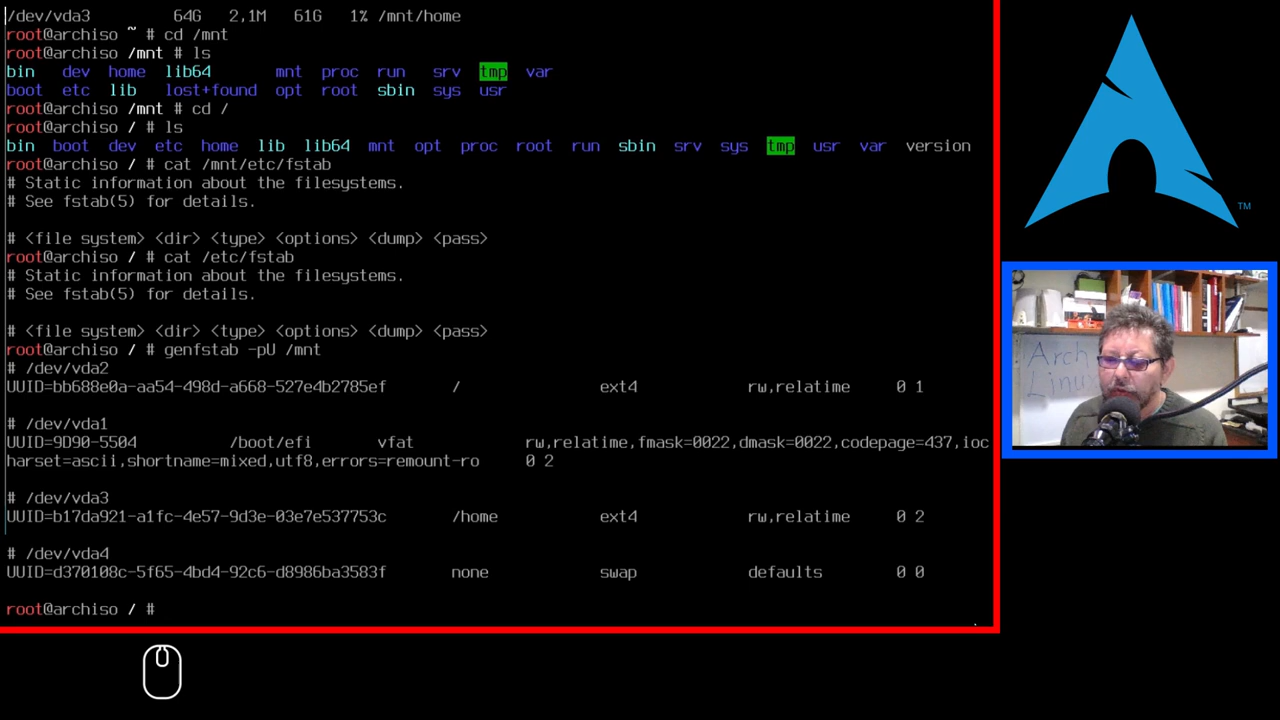 /dev/vda3 64G 2,1M 61G 1% /mnt/home
root@archiso ~ # cd /mnt
root@archiso /mnt # ls
bin dev home lib64 mnt proc run srv tmp var
boot etc lib lost+found opt root sbin sys usr
root@archiso /mnt # cd /
root@archiso / # ls
bin boot dev etc home lib lib64 mnt opt proc root run sbin srv sys tmp usr var version
root@archiso / # cat /mnt/etc/fstab
# Static information about the filesystems.
# See fstab(5) for details.
# <file system> <dir> <type> <options> <dump> <pass>
root@archiso / # cat /etc/fstab
# Static information about the filesystems.
# See fstab(5) for details.
# <file system> <dir> <type> <options> <dump> <pass>
root@archiso / # genfstab -pU /mnt
# /dev/vda2
UUID=bb688e0a-aa54-498d-a668-527e4b2785ef / ext4 rw,relatime 0 1
# /dev/vda1
UUID=9D90-5504 /boot/efi vfat rw,relatime,fmask=0022,dmask=0022,codepage=437,ioc
harset=ascii,shortname=mixed,utf8,errors=remount-ro 0 2
# /dev/vda3
UUID=b17da921-a1fc-4e57-9d3e-03e7e537753c /home ext4 rw,relatime 0 2
# /dev/vda4
UUID=d370108c-5f65-4bd4-92c6-d8986ba3583f none swap defaults 0 0
root@archiso / #
TM
Arch
Linux